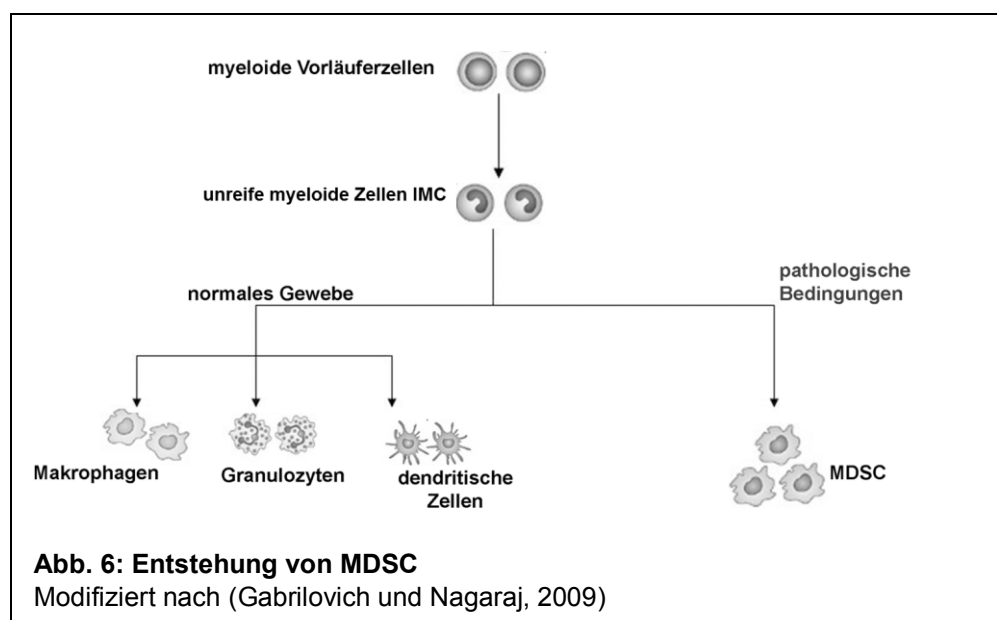 myeloide Vorläuferzellen
unreife myeloide Zellen IMC
pathologische
Bedingungen
normales Gewebe
Makrophagen
Granulozyten
dendritische
Zellen
MDSC
Abb. 6: Entstehung von MDSC
Modifiziert nach (Gabrilovich und Nagaraj, 2009)